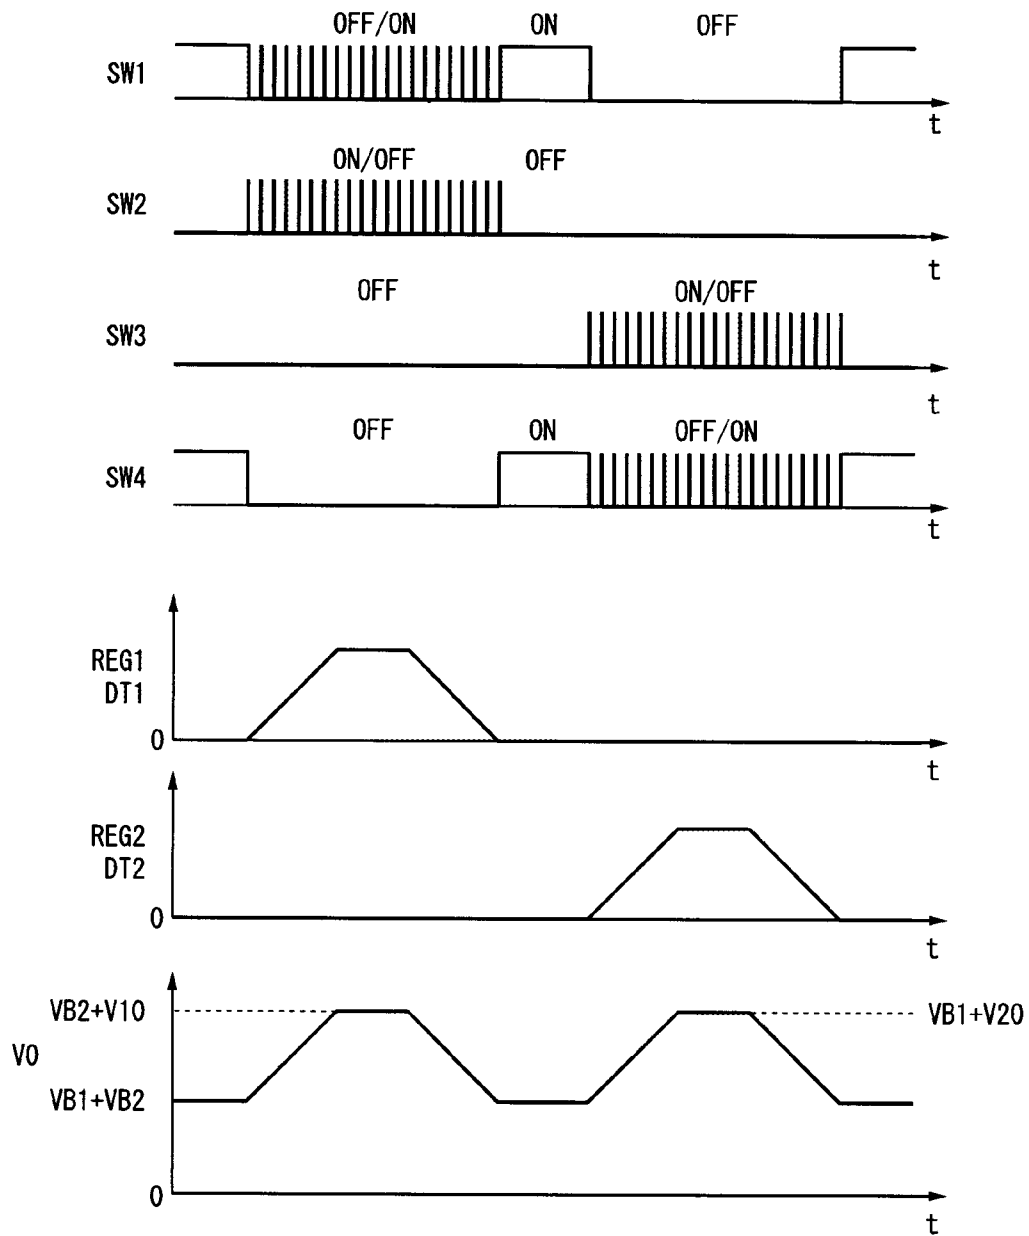 OFF/ON ON OFF
SW1
t
ON/OFF OFF
SW2
t
OFF ON/OFF
SW3
t
OFF ON OFF/ON
SW4
t
REG1
DT1
0
t
REG2
DT2
0
t
VB2+V10 VB1+V20
V0
VB1+VB2
0
t